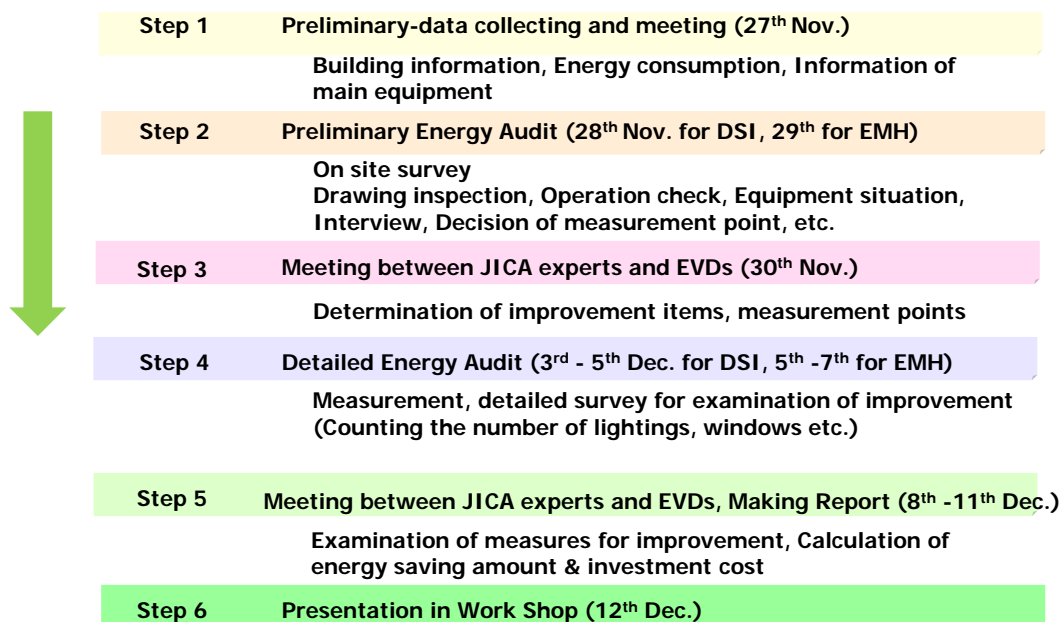 Step 1 Preliminary-data collecting and meeting (27th Nov.)
Building information, Energy consumption, Information of
main equipment
Step 2 Preliminary Energy Audit (28th Nov. for DSI, 29th for EMH)
On site survey
Drawing inspection, Operation check, Equipment situation,
Interview, Decision of measurement point, etc.
Step 3 Meeting between JICA experts and EVDs (30th Nov.)
Determination of improvement items, measurement points
Step 4 Detailed Energy Audit (3rd - 5th Dec. for DSI, 5th -7th for EMH)
Measurement, detailed survey for examination of improvement
(Counting the number of lightings, windows etc.)
Step 5 Meeting between JICA experts and EVDs, Making Report (8th -11th Dec.)
Examination of measures for improvement, Calculation of
energy saving amount & investment cost
Step 6 Presentation in Work Shop (12th Dec.)